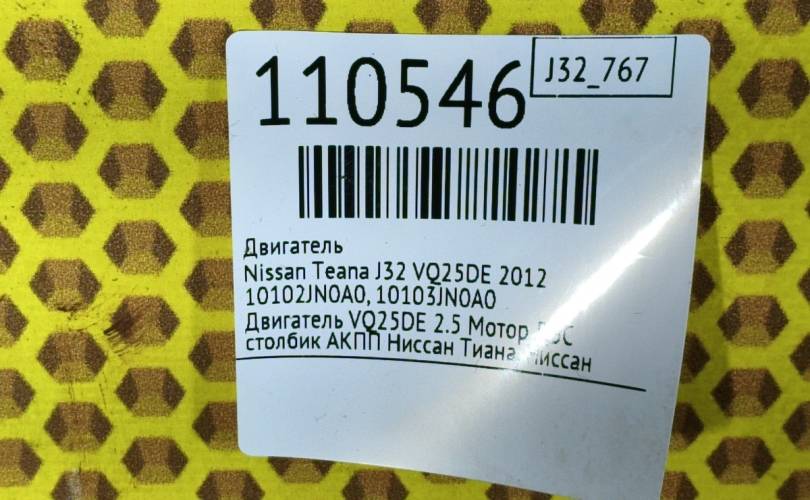 110546
J32_767
Двигатель
Nissan Teana J32 VQ25DE 2012
10102JN0A0, 10103JN0A0
Двигатель VQ25DE 2.5 Мотор
столбик АКПП Ниссан Тиана Ниссан